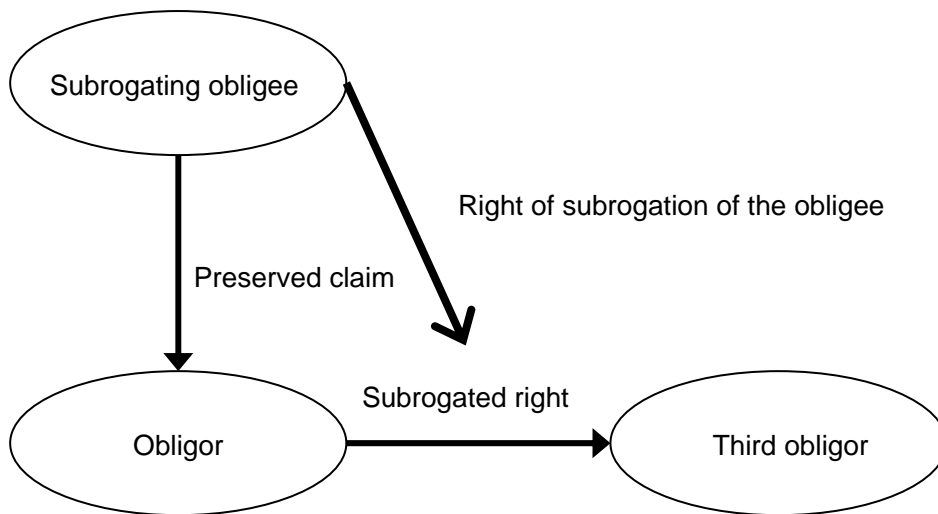 Subrogating obligee
Right of subrogation of the obligee
Preserved claim
Subrogated right
Obligor
Third obligor